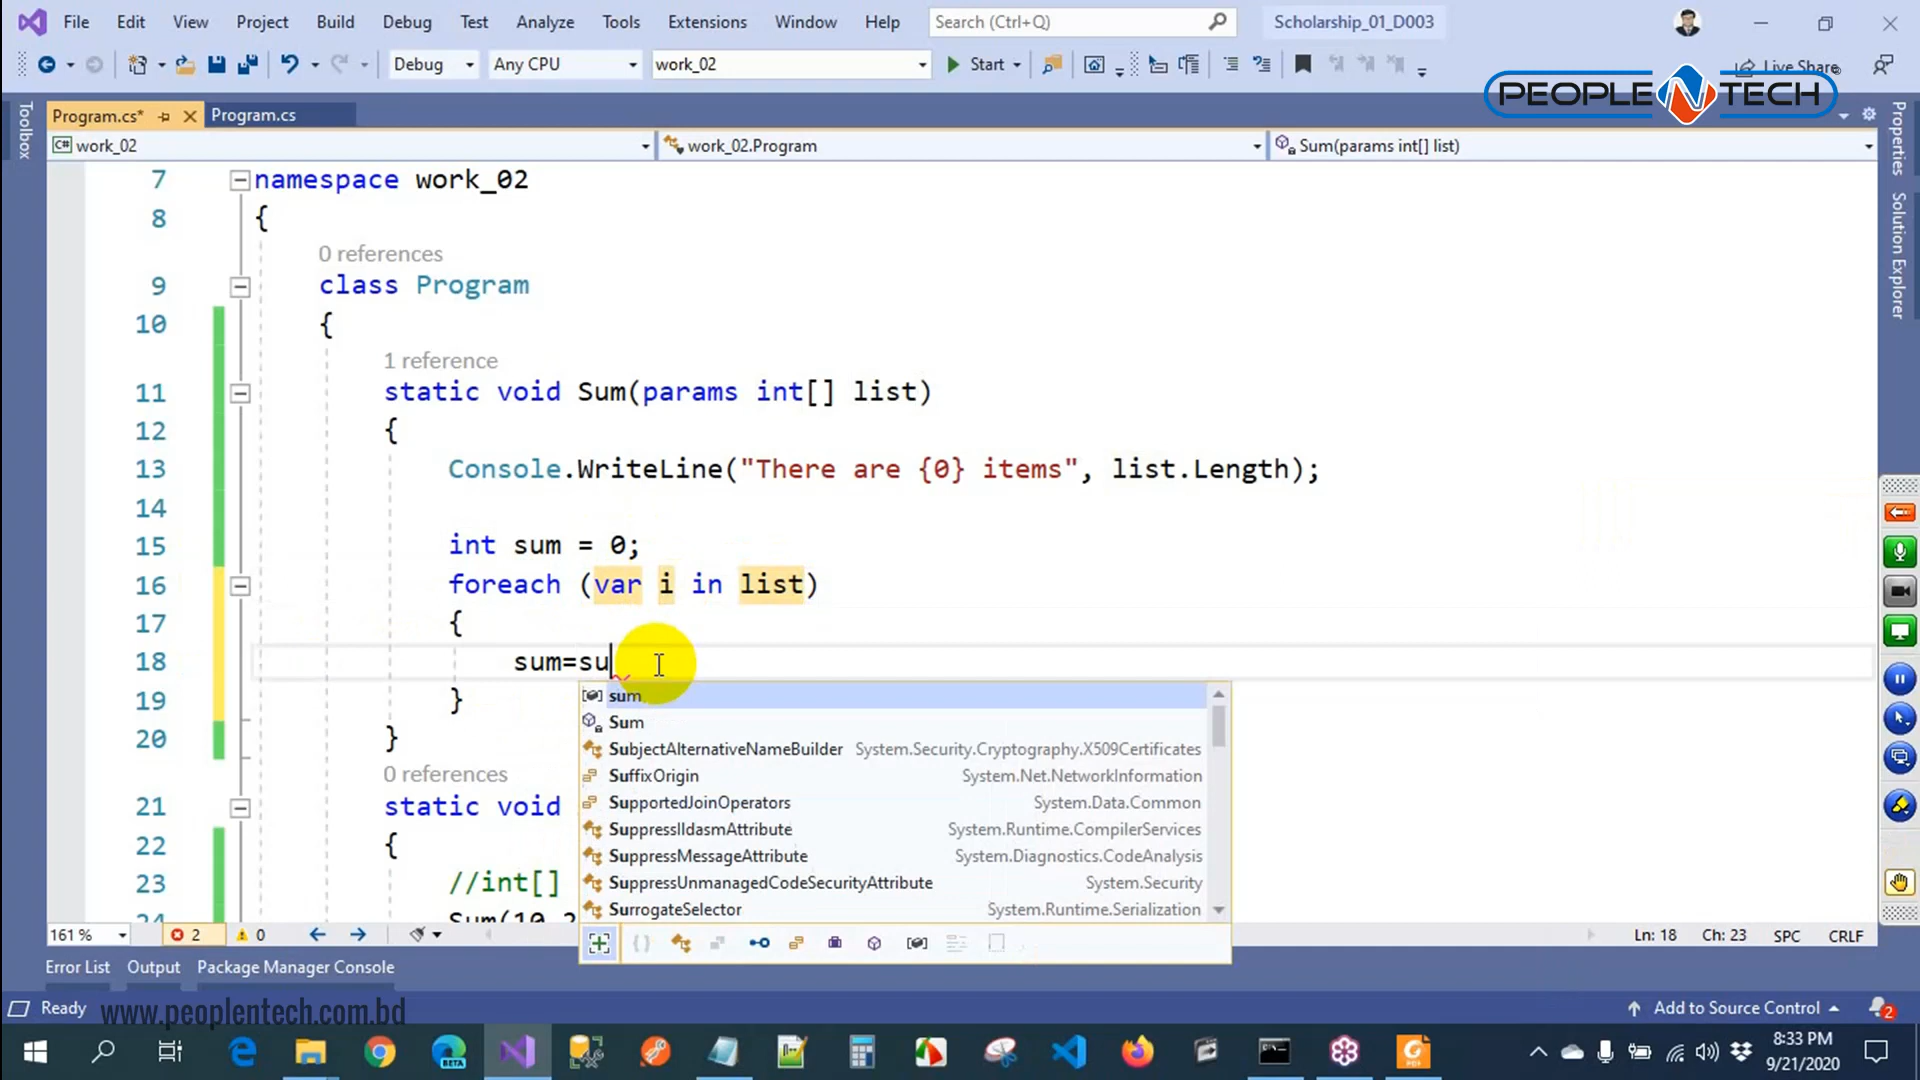 File Edit View Project Build Debug Test Analyze Tools Extensions Window Help Search (Ctrl+Q) Scholarship_01_D003
Debug Any CPU work_02 Start Live Share
PEOPLE N TECH
Program.cs* Program.cs
work_02 work_02.Program Sum(params int[] list)
Toolbox
Properties
Solution Explorer
7 namespace work_02
8 {
0 references
9 class Program
10 {
1 reference
11 static void Sum(params int[] list)
12 {
13 Console.WriteLine("There are {0} items", list.Length);
14
15 int sum = 0;
16 foreach (var i in list)
17 {
18 sum=su
19 }
20 }
0 references
21 static void
22 {
23 //int[]
24 Sum(10,2
sum
Sum
SubjectAlternativeNameBuilder System.Security.Cryptography.X509Certificates
SuffixOrigin System.Net.NetworkInformation
SupportedJoinOperators System.Data.Common
SuppressIldasmAttribute System.Runtime.CompilerServices
SuppressMessageAttribute System.Diagnostics.CodeAnalysis
SuppressUnmanagedCodeSecurityAttribute System.Security
SurrogateSelector System.Runtime.Serialization
161 % 2 0 Ln: 18 Ch: 23 SPC CRLF
Error List Output Package Manager Console
Ready Add to Source Control 2
www.peoplentech.com.bd
BETA
8:33 PM
9/21/2020